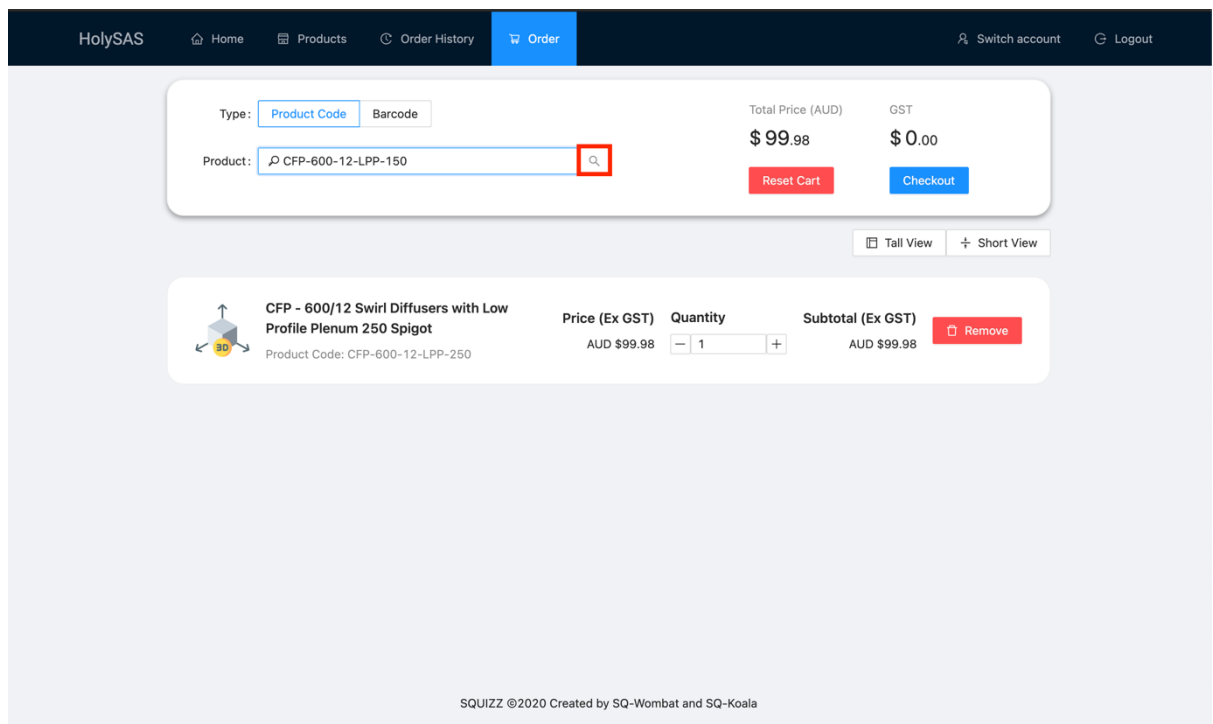 HolySAS Home Products Order History Order Switch account Logout
Type: Product Code Barcode
Product: CFP-600-12-LPP-150
Total Price (AUD) GST
$ 99.98 $ 0.00
Reset Cart Checkout
Tall View Short View
CFP - 600/12 Swirl Diffusers with Low
Profile Plenum 250 Spigot
Product Code: CFP-600-12-LPP-250
3D
Price (Ex GST) Quantity Subtotal (Ex GST)
AUD $99.98 1 AUD $99.98
Remove
SQUIZZ ©2020 Created by SQ-Wombat and SQ-Koala